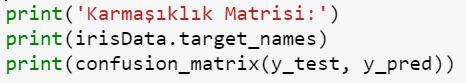 print('Karmaşıklık Matrisi:')
print(irisData.target_names)
print(confusion_matrix(y_test, y_pred))